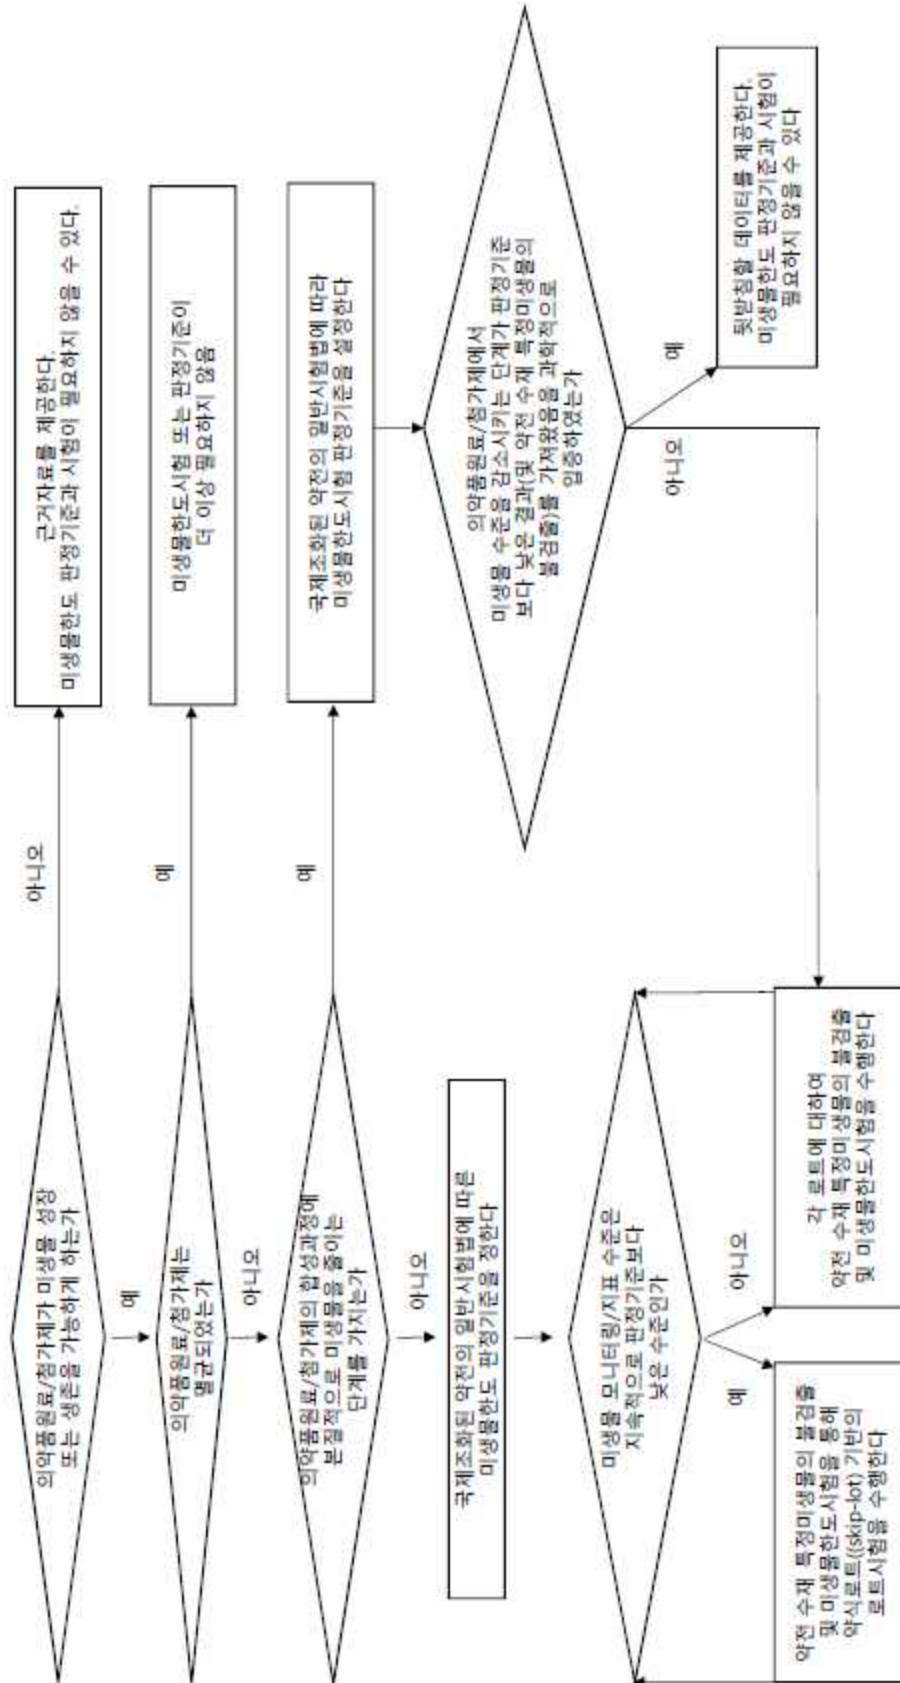 의약품원료/첨가제가 미생물 성장
또는 생존을 가능하게 하는가
아니오
근거자료를 제공한다.
미생물한도 판정기준과 시험이 필요하지 않을 수 있다.
예
의약품원료/첨가제는
멸균되었는가
예
미생물한도시험 또는 판정기준이
더 이상 필요하지 않음
아니오
의약품원료/첨가제의 합성과정에
본질적으로 미생물을 줄이는
단계를 가지는가
예
국제조화된 약전의 일반시험법에 따라
미생물한도시험 판정기준을 설정한다
아니오
국제조화된 약전의 일반시험법에 따른
미생물한도 판정기준을 정한다
의약품원료/첨가제에서
미생물 수준을 감소시키는 단계가 판정기준
보다 낮은 결과(및 약전 수재 특정미생물의
불검출)를 가져왔음을 과학적으로
입증하였는가
미생물 모니터링/지표 수준은
지속적으로 판정기준보다
낮은 수준인가
아니오
예
뒷받침할 데이터를 제공한다.
미생물한도 판정기준과 시험이
필요하지 않을 수 있다
예
아니오
약전 수재 특정미생물의 불검출
및 미생물한도시험을 통해
약식로트((skip-lot) 기반의
로트시험을 수행한다
각 로트에 대하여
약전 수재 특정미생물의 불검출
및 미생물한도시험을 수행한다